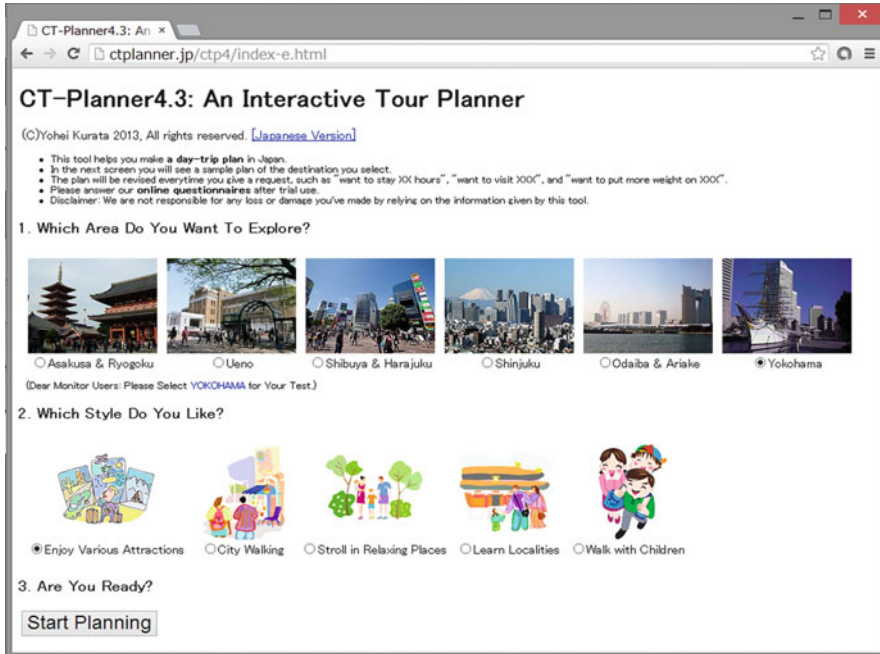 CT-Planner4.3: An
ctplanner.jp/ctp4/index-e.html
CT-Planner4.3: An Interactive Tour Planner
(C)Yohei Kurata 2013, All rights reserved. [Japanese Version]
• This tool helps you make a day-trip plan in Japan.
• In the next screen you will see a sample plan of the destination you select.
• The plan will be revised everytime you give a request, such as "want to stay XX hours", "want to visit XXX", and "want to put more weight on XXX".
• Please answer our online questionnaires after trial use.
• Disclaimer: We are not responsible for any loss or damage you've made by relying on the information given by this tool.
1. Which Area Do You Want To Explore?
Asakusa & Ryogoku Ueno Shibuya & Harajuku Shinjuku Odaiba & Ariake Yokohama
(Dear Monitor Users: Please Select YOKOHAMA for Your Test.)
2. Which Style Do You Like?
Enjoy Various Attractions City Walking Stroll in Relaxing Places Learn Localities Walk with Children
3. Are You Ready?
Start Planning